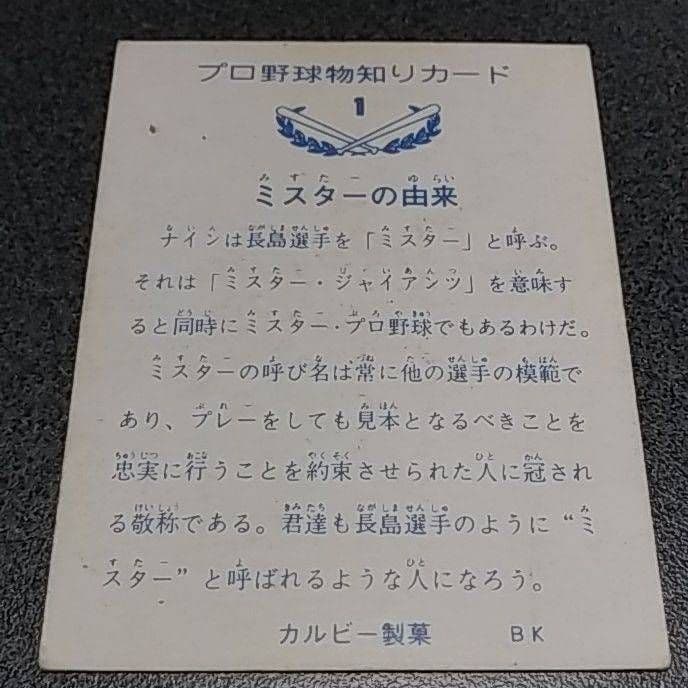 プロ野球物知りカード
1
ミスターの由来
ナインは長島選手を「ミスター」と呼ぶ。
それは「ミスター・ジャイアンツ」を意味す
ると同時にミスター・プロ野球でもあるわけだ。
ミスターの呼び名は常に他の選手の模範で
あり、プレーをしても見本となるべきことを
忠実に行うことを約束させられた人に冠され
る敬称である。君達も長島選手のように“ミ
スター”と呼ばれるような人になろう。
カルビー製菓 BK